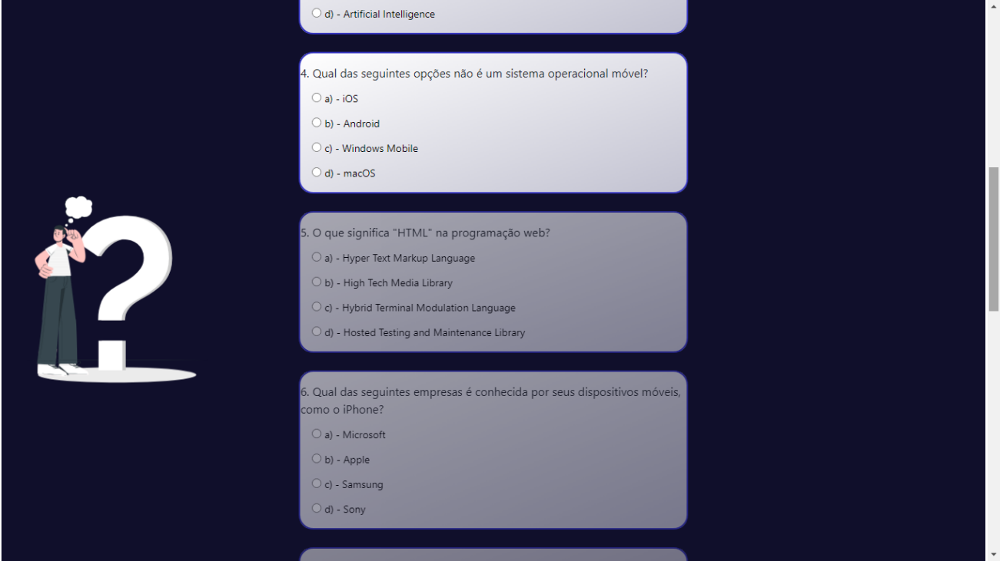 d) - Artificial Intelligence
4. Qual das seguintes opções não é um sistema operacional móvel?
a) - iOS
b) - Android
c) - Windows Mobile
d) - macOS
5. O que significa "HTML" na programação web?
a) - Hyper Text Markup Language
b) - High Tech Media Library
c) - Hybrid Terminal Modulation Language
d) - Hosted Testing and Maintenance Library
6. Qual das seguintes empresas é conhecida por seus dispositivos móveis,
como o iPhone?
a) - Microsoft
b) - Apple
c) - Samsung
d) - Sony